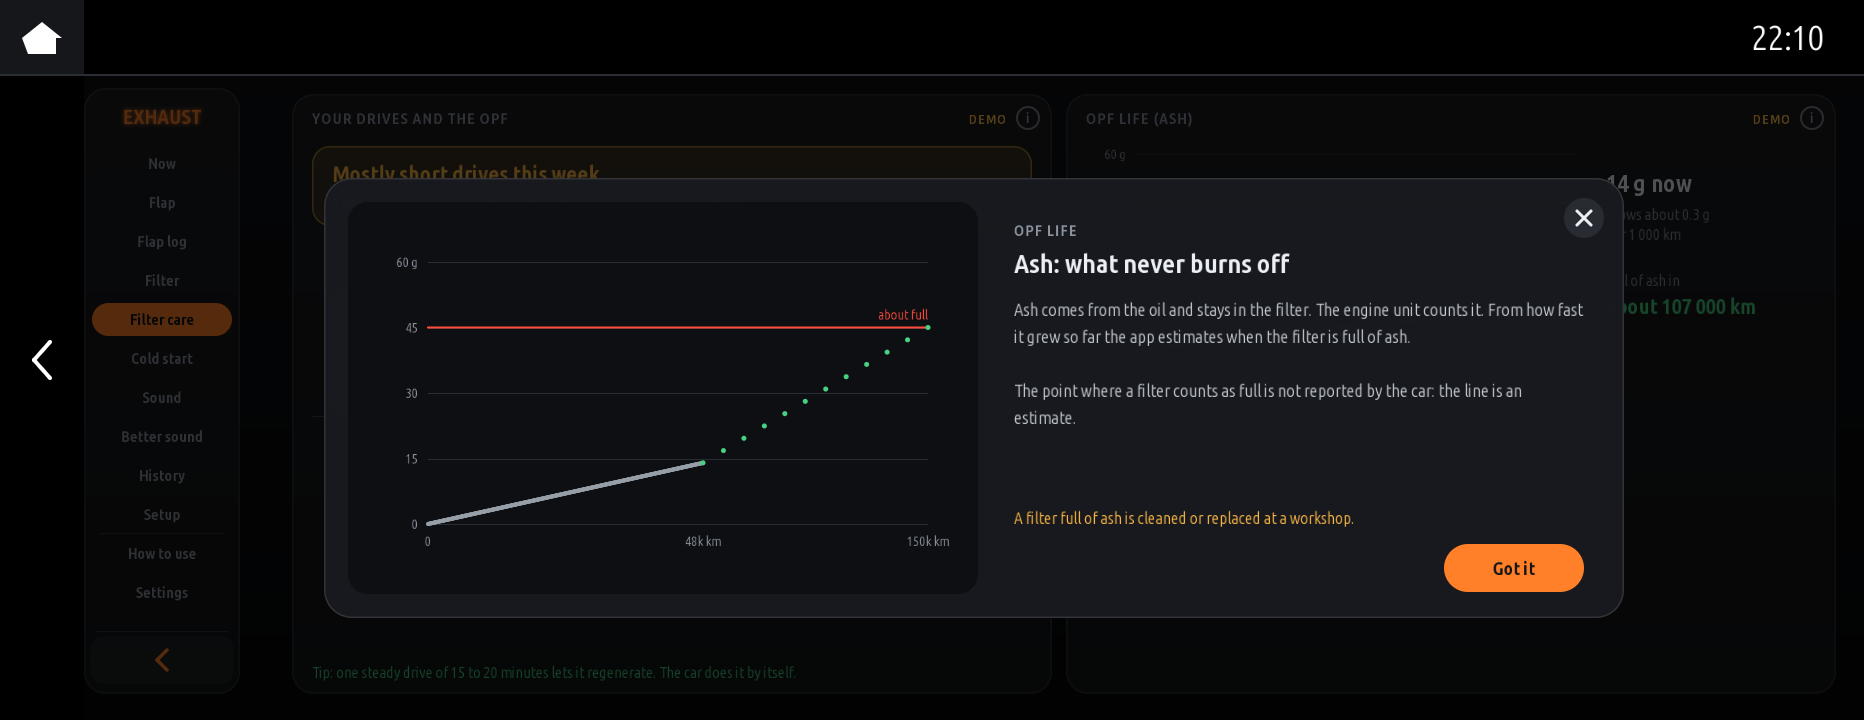 22:10
EXHAUST
Now
Flap
Flap log
Filter
Filter care
Cold start
Sound
Better sound
History
Setup
How to use
Settings
YOUR DRIVES AND THE OPF
DEMO
i
Mostly short drives this week
Tip: one steady drive of 15 to 20 minutes lets it regenerate. The car does it by itself.
OPF LIFE (ASH)
DEMO
i
60 g
14 g now
about 0.3 g
1 000 km
of ash in
107 000 km
60 g
about full
45
30
15
0
0
48k km
150k km
OPF LIFE
Ash: what never burns off
Ash comes from the oil and stays in the filter. The engine unit counts it. From how fast
it grew so far the app estimates when the filter is full of ash.
The point where a filter counts as full is not reported by the car: the line is an
estimate.
A filter full of ash is cleaned or replaced at a workshop.
Got it